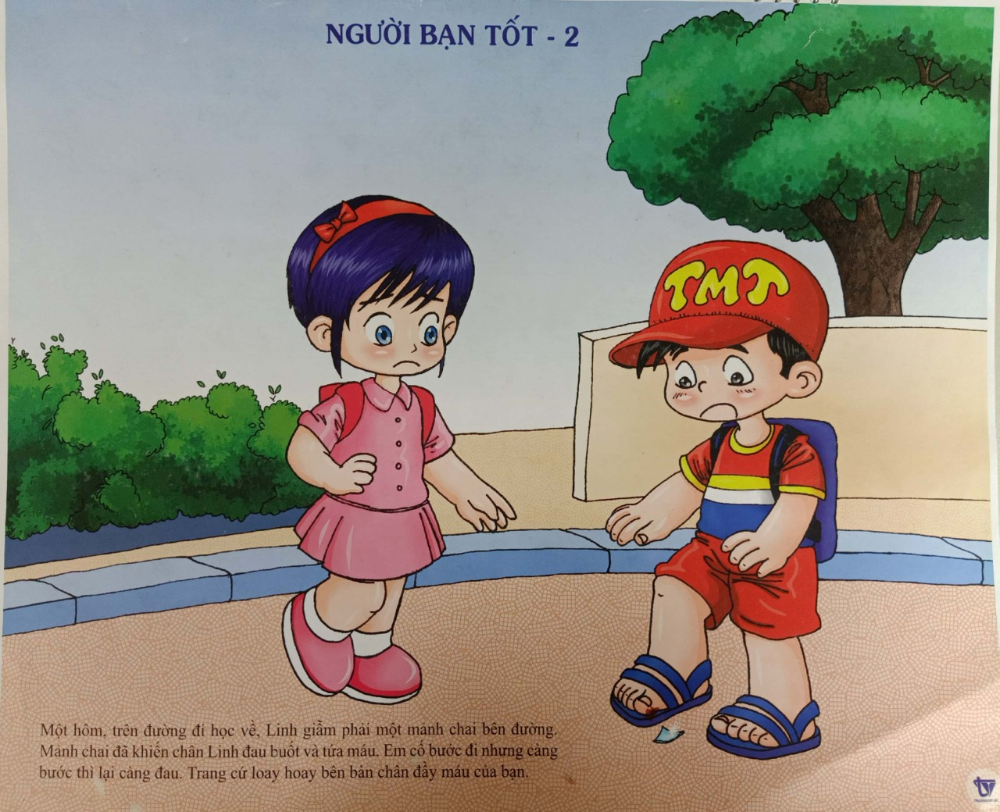 NGƯỜI BẠN TỐT - 2
TMT
Một hôm, trên đường đi học về, Linh giẫm phải một mảnh chai bên đường.
Mảnh chai đã khiến chân Linh đau buốt và tứa máu. Em cố bước đi nhưng càng
bước thì lại càng đau. Trang cứ loay hoay bên bàn chân đầy máu của bạn.